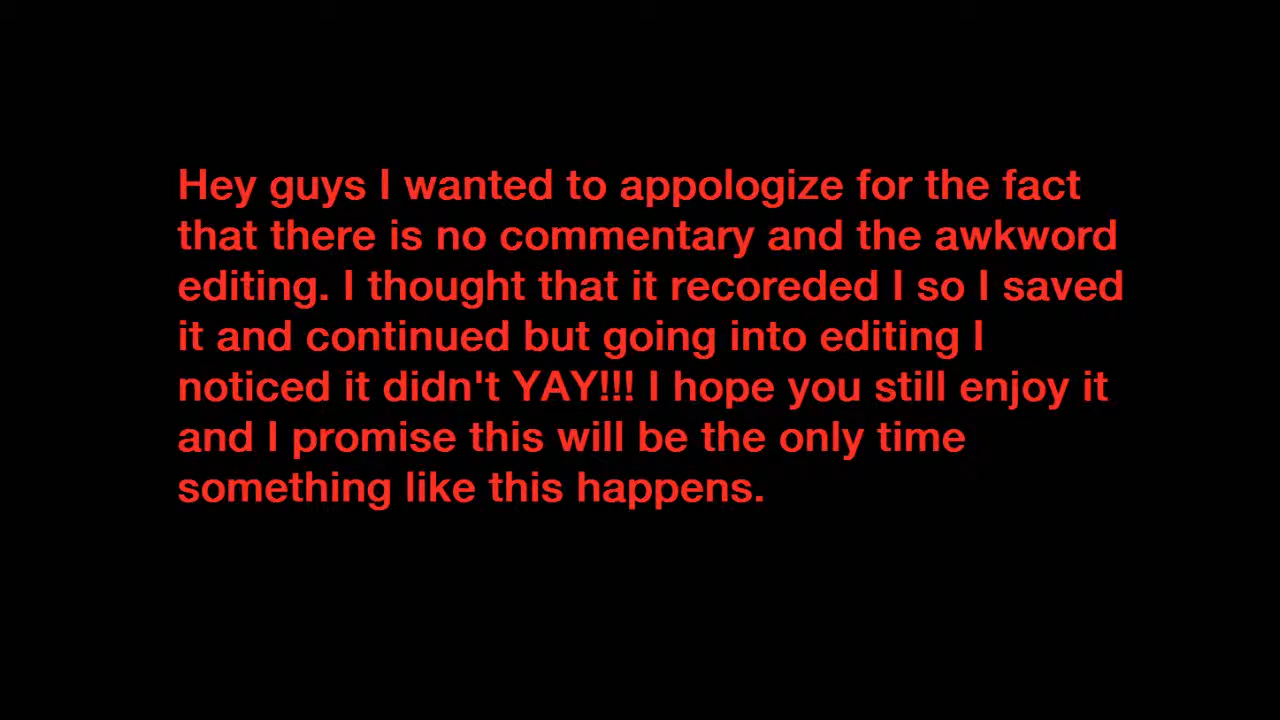 Hey guys I wanted to appologize for the fact
that there is no commentary and the awkword
editing. I thought that it recoreded I so I saved
it and continued but going into editing I
noticed it didn't YAY!!! I hope you still enjoy it
and I promise this will be the only time
something like this happens.